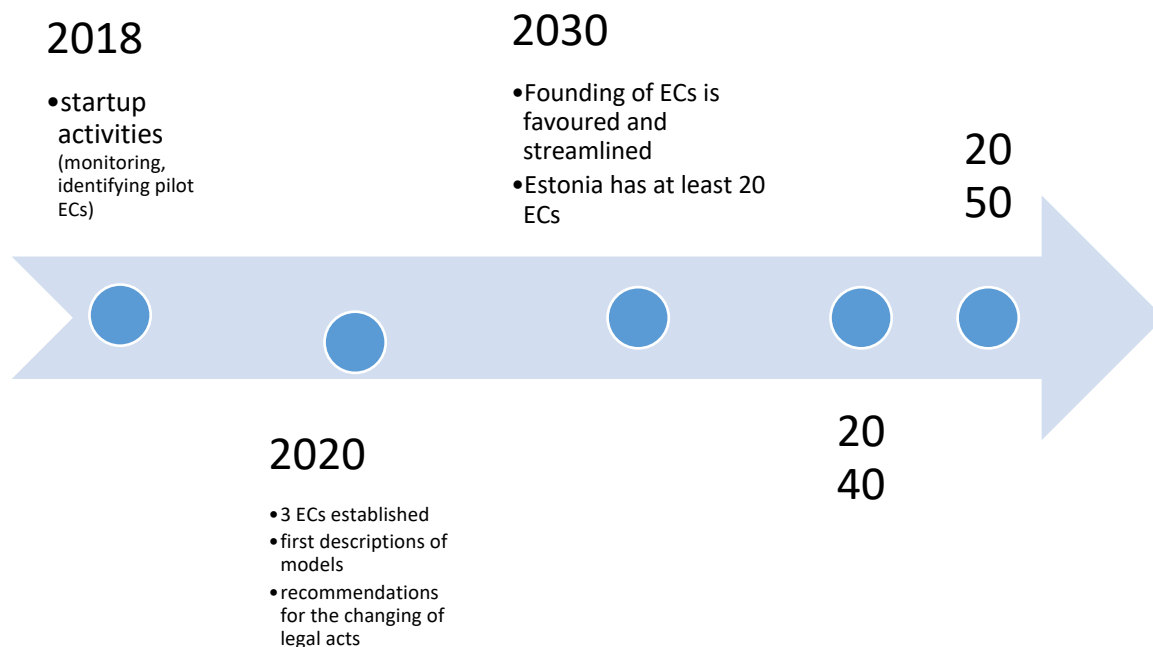 2018
•startup
activities
(monitoring,
identifying pilot
ECs)
2020
•3 ECs established
•first descriptions of
models
•recommendations
for the changing of
legal acts
2030
•Founding of ECs is
favoured and
streamlined
•Estonia has at least 20
ECs
20
40
20
50